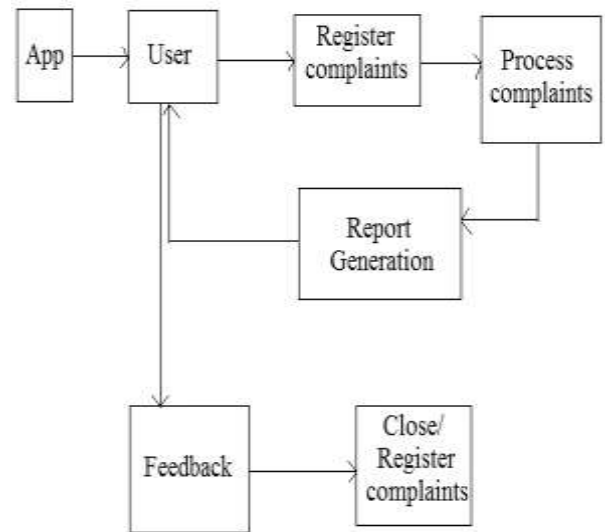 App
User
Register
complaints
Process
complaints
Report
Generation
Feedback
Close/
Register
complaints